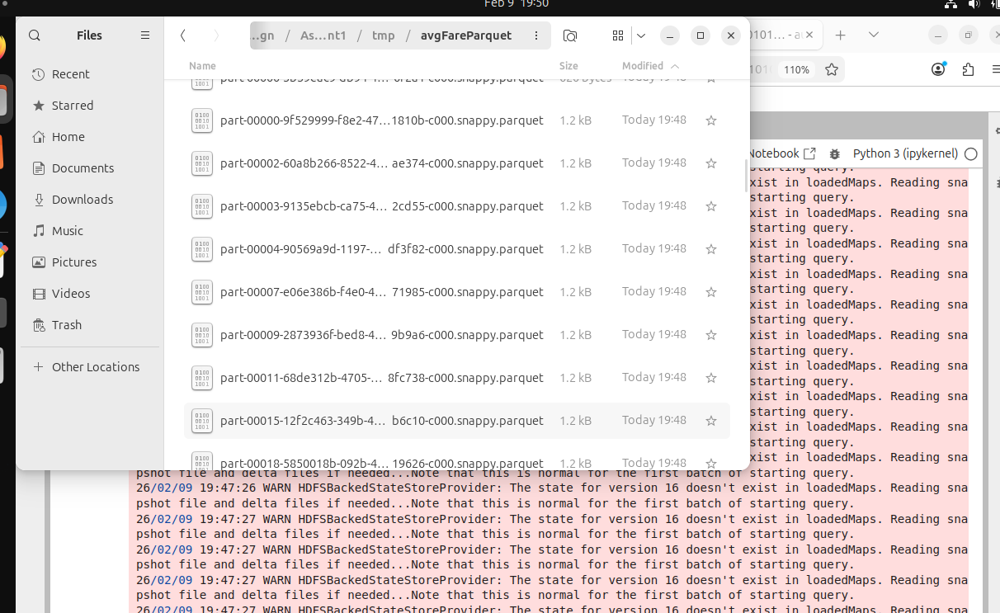 Feb 9 19:50
Files
…gn / As…nt1 / tmp / avgFareParquet
Recent
Starred
Home
Documents
Downloads
Music
Pictures
Videos
Trash
Other Locations
Name Size Modified
part-00000-9f529999-f8e2-47…1810b-c000.snappy.parquet 1.2 kB Today 19:48
part-00002-60a8b266-8522-4…ae374-c000.snappy.parquet 1.2 kB Today 19:48
part-00003-9135ebcb-ca75-4…2cd55-c000.snappy.parquet 1.2 kB Today 19:48
part-00004-90569a9d-1197-…df3f82-c000.snappy.parquet 1.2 kB Today 19:48
part-00007-e06e386b-f4e0-4…71985-c000.snappy.parquet 1.2 kB Today 19:48
part-00009-2873936f-bed8-4…9b9a6-c000.snappy.parquet 1.2 kB Today 19:48
part-00011-68de312b-4705-…8fc738-c000.snappy.parquet 1.2 kB Today 19:48
part-00015-12f2c463-349b-4…b6c10-c000.snappy.parquet 1.2 kB Today 19:48
part-00018-5850018b-092b-4…19626-c000.snappy.parquet 1.2 kB Today 19:48
110%
Notebook Python 3 (ipykernel)
starting query.
exist in loadedMaps. Reading sna
starting query.
exist in loadedMaps. Reading sna
starting query.
exist in loadedMaps. Reading sna
starting query.
exist in loadedMaps. Reading sna
starting query.
exist in loadedMaps. Reading sna
starting query.
exist in loadedMaps. Reading sna
starting query.
exist in loadedMaps. Reading sna
starting query.
exist in loadedMaps. Reading sna
starting query.
exist in loadedMaps. Reading sna
starting query.
exist in loadedMaps. Reading sna
pshot file and delta files if needed...Note that this is normal for the first batch of starting query.
26/02/09 19:47:26 WARN HDFSBackedStateStoreProvider: The state for version 16 doesn't exist in loadedMaps. Reading sna
pshot file and delta files if needed...Note that this is normal for the first batch of starting query.
26/02/09 19:47:27 WARN HDFSBackedStateStoreProvider: The state for version 16 doesn't exist in loadedMaps. Reading sna
pshot file and delta files if needed...Note that this is normal for the first batch of starting query.
26/02/09 19:47:27 WARN HDFSBackedStateStoreProvider: The state for version 16 doesn't exist in loadedMaps. Reading sna
pshot file and delta files if needed...Note that this is normal for the first batch of starting query.
26/02/09 19:47:27 WARN HDFSBackedStateStoreProvider: The state for version 16 doesn't exist in loadedMaps. Reading sna
pshot file and delta files if needed...Note that this is normal for the first batch of starting query.
26/02/09 19:47:27 WARN HDFSBackedStateStoreProvider: The state for version 16 doesn't exist in loadedMaps. Reading sna